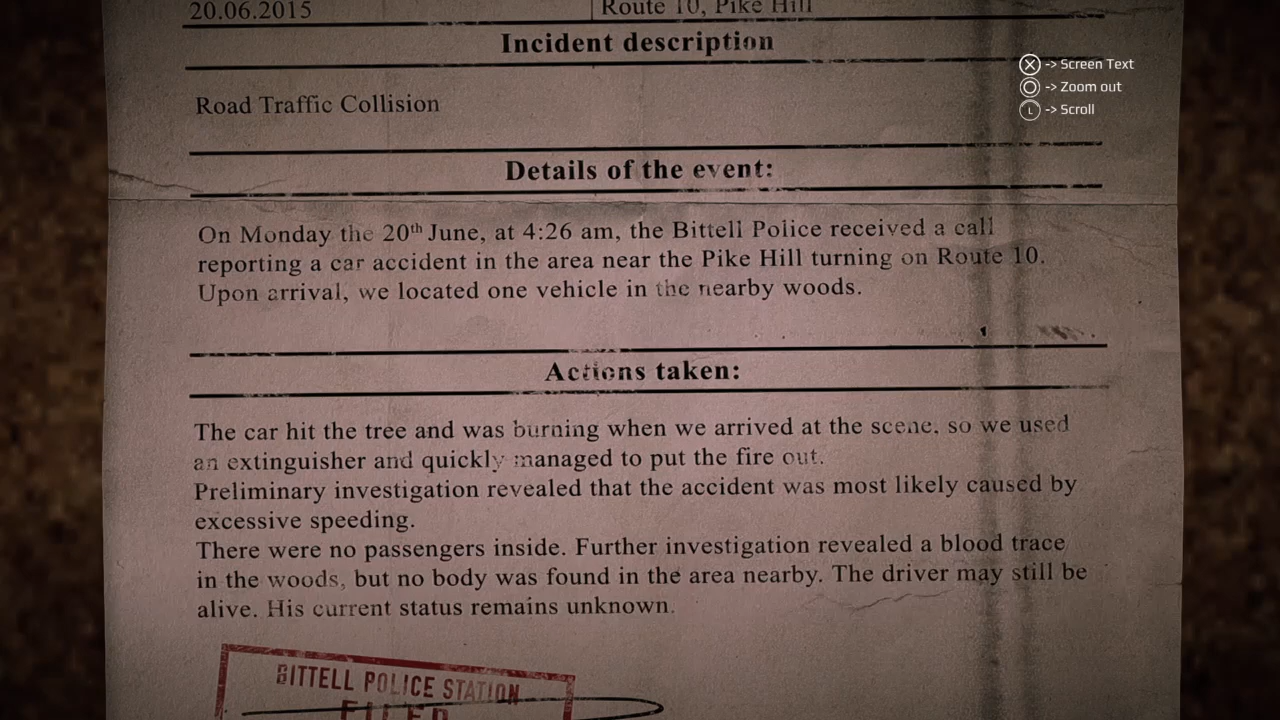 20.06.2015
Route 10, Pike Hill
Incident description
-> Screen Text
-> Zoom out
L -> Scroll
Road Traffic Collision
Details of the event:
On Monday the 20th June, at 4:26 am, the Bittell Police received a call
reporting a car accident in the area near the Pike Hill turning on Route 10.
Upon arrival, we located one vehicle in the nearby woods.
Actions taken:
The car hit the tree and was burning when we arrived at the scene, so we used
an extinguisher and quickly managed to put the fire out.
Preliminary investigation revealed that the accident was most likely caused by
excessive speeding.
There were no passengers inside. Further investigation revealed a blood trace
in the woods, but no body was found in the area nearby. The driver may still be
alive. His current status remains unknown.
BITTELL POLICE STATION
FILED